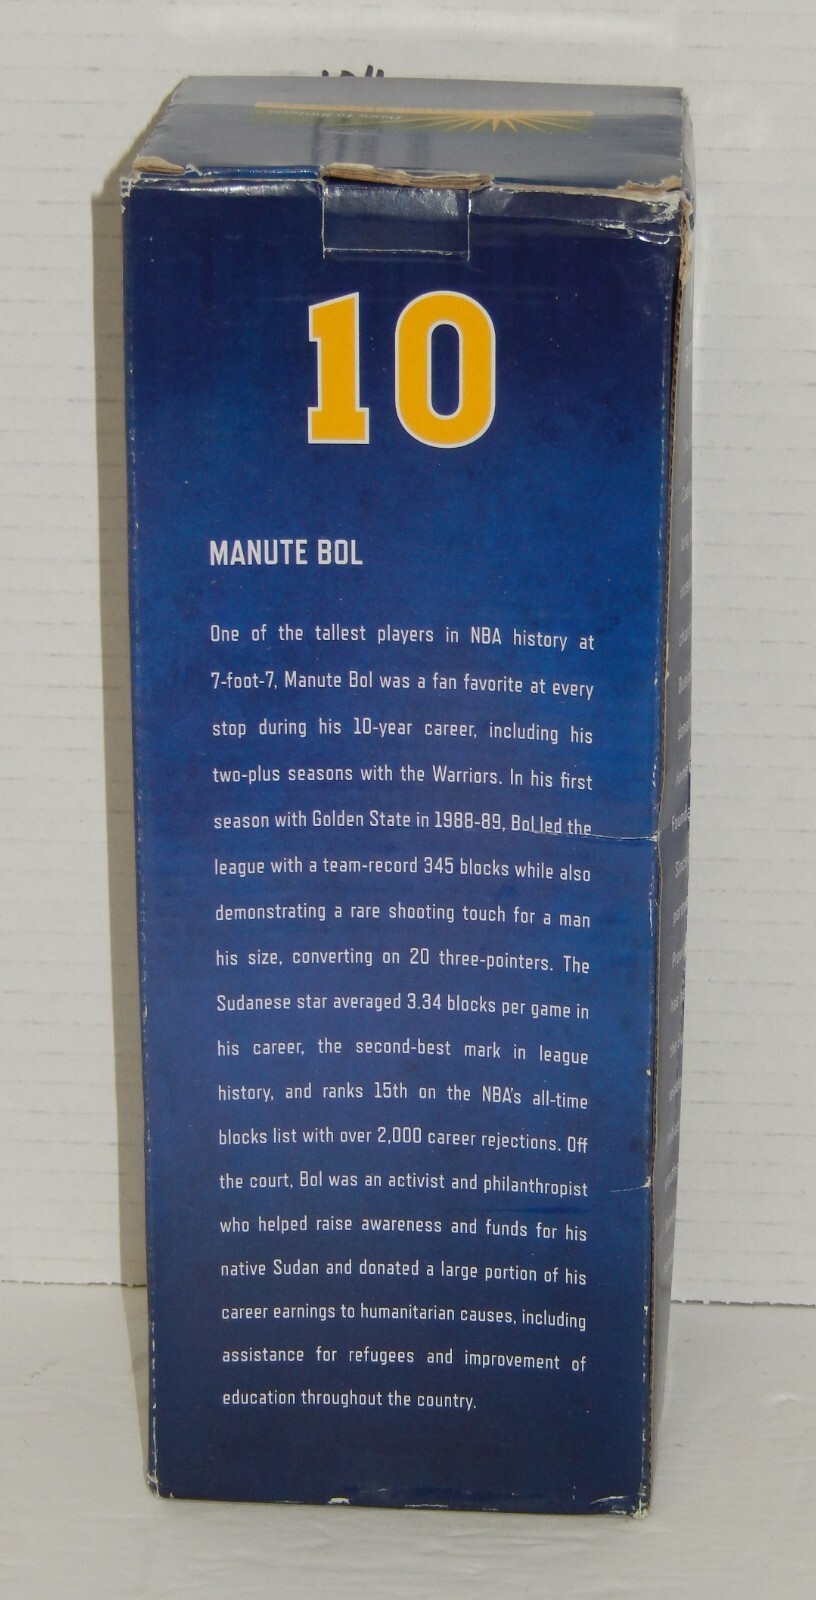 10
MANUTE BOL
One of the tallest players in NBA history at
7-foot-7, Manute Bol was a fan favorite at every
stop during his 10-year career, including his
two-plus seasons with the Warriors. In his first
season with Golden State in 1988-89, Bol led the
league with a team-record 345 blocks while also
demonstrating a rare shooting touch for a man
his size, converting on 20 three-pointers. The
Sudanese star averaged 3.34 blocks per game in
his career, the second-best mark in league
history, and ranks 15th on the NBA's all-time
blocks list with over 2,000 career rejections. Off
the court, Bol was an activist and philanthropist
who helped raise awareness and funds for his
native Sudan and donated a large portion of his
career earnings to humanitarian causes, including
assistance for refugees and improvement of
education throughout the country.